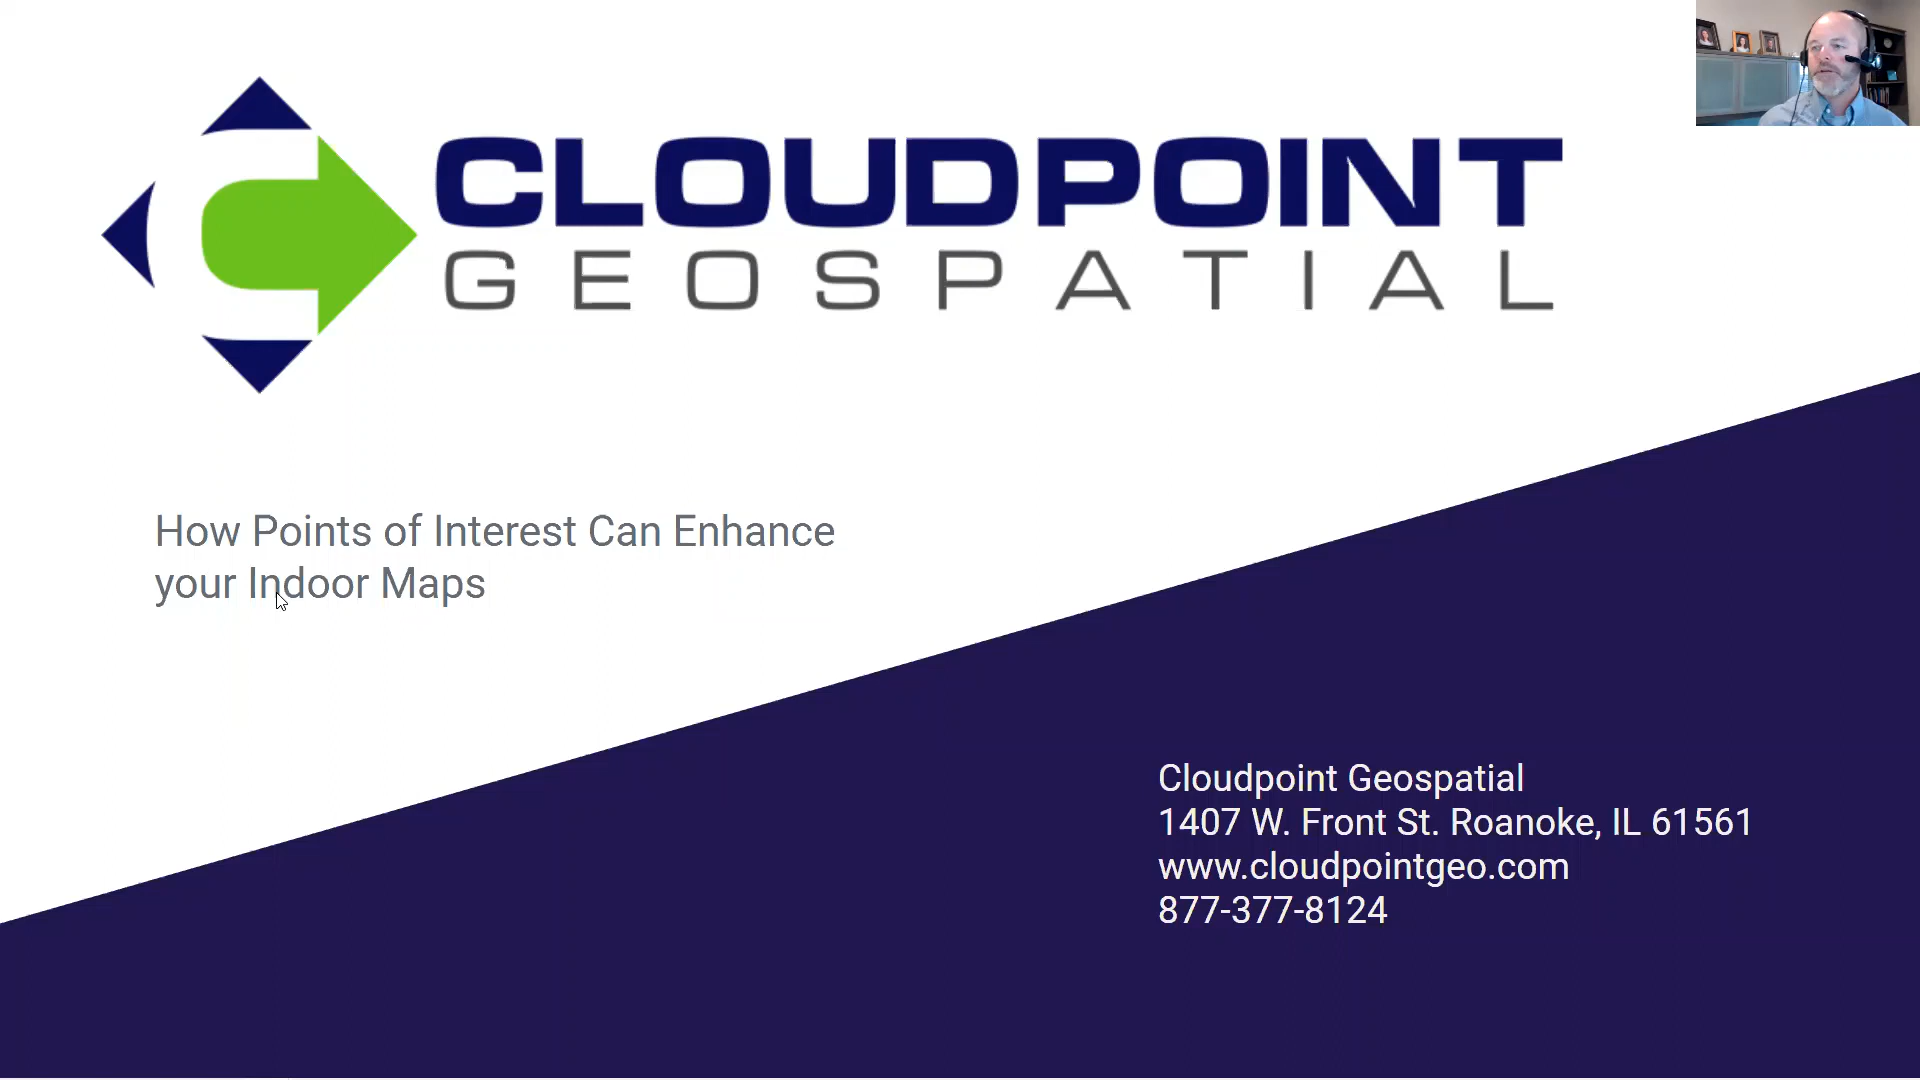 CLOUDPOINT
GEOSPATIAL
How Points of Interest Can Enhance
your Indoor Maps
Cloudpoint Geospatial
1407 W. Front St. Roanoke, IL 61561
www.cloudpointgeo.com
877-377-8124